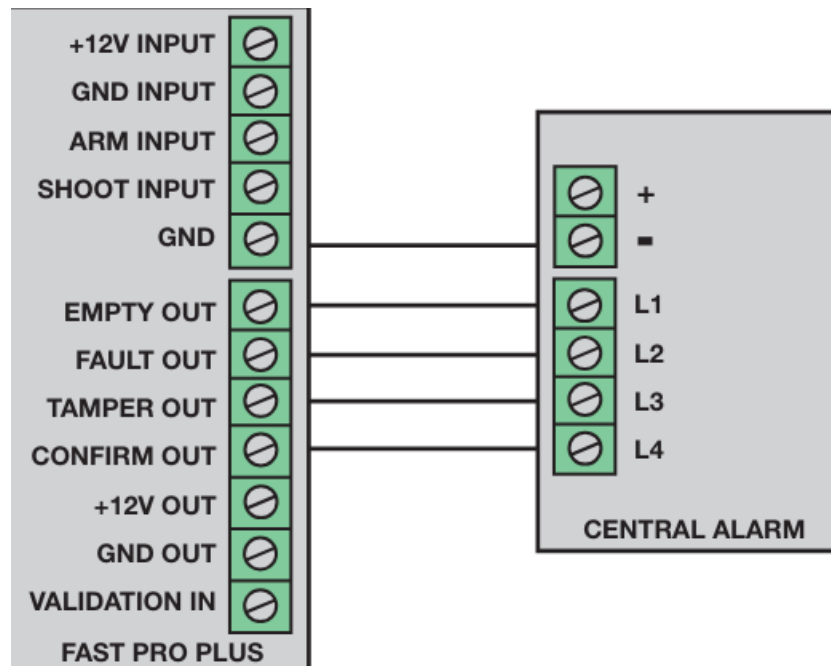 +12V INPUT
GND INPUT
ARM INPUT
SHOOT INPUT
GND
EMPTY OUT
FAULT OUT
TAMPER OUT
CONFIRM OUT
+12V OUT
GND OUT
VALIDATION IN
FAST PRO PLUS
+
-
L1
L2
L3
L4
CENTRAL ALARM